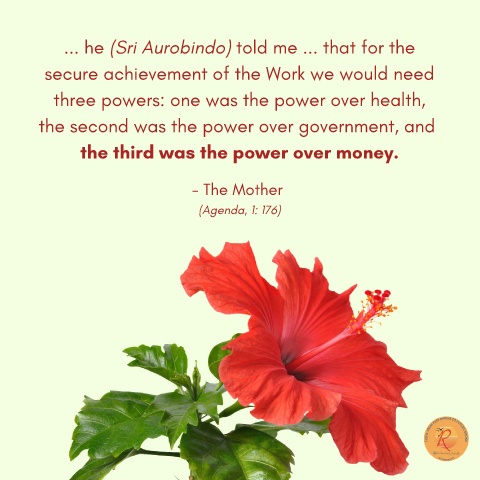 ... he (Sri Aurobindo) told me ... that for the
secure achievement of the Work we would need
three powers: one was the power over health,
the second was the power over government, and
the third was the power over money.
- The Mother
(Agenda, 1: 176)
R